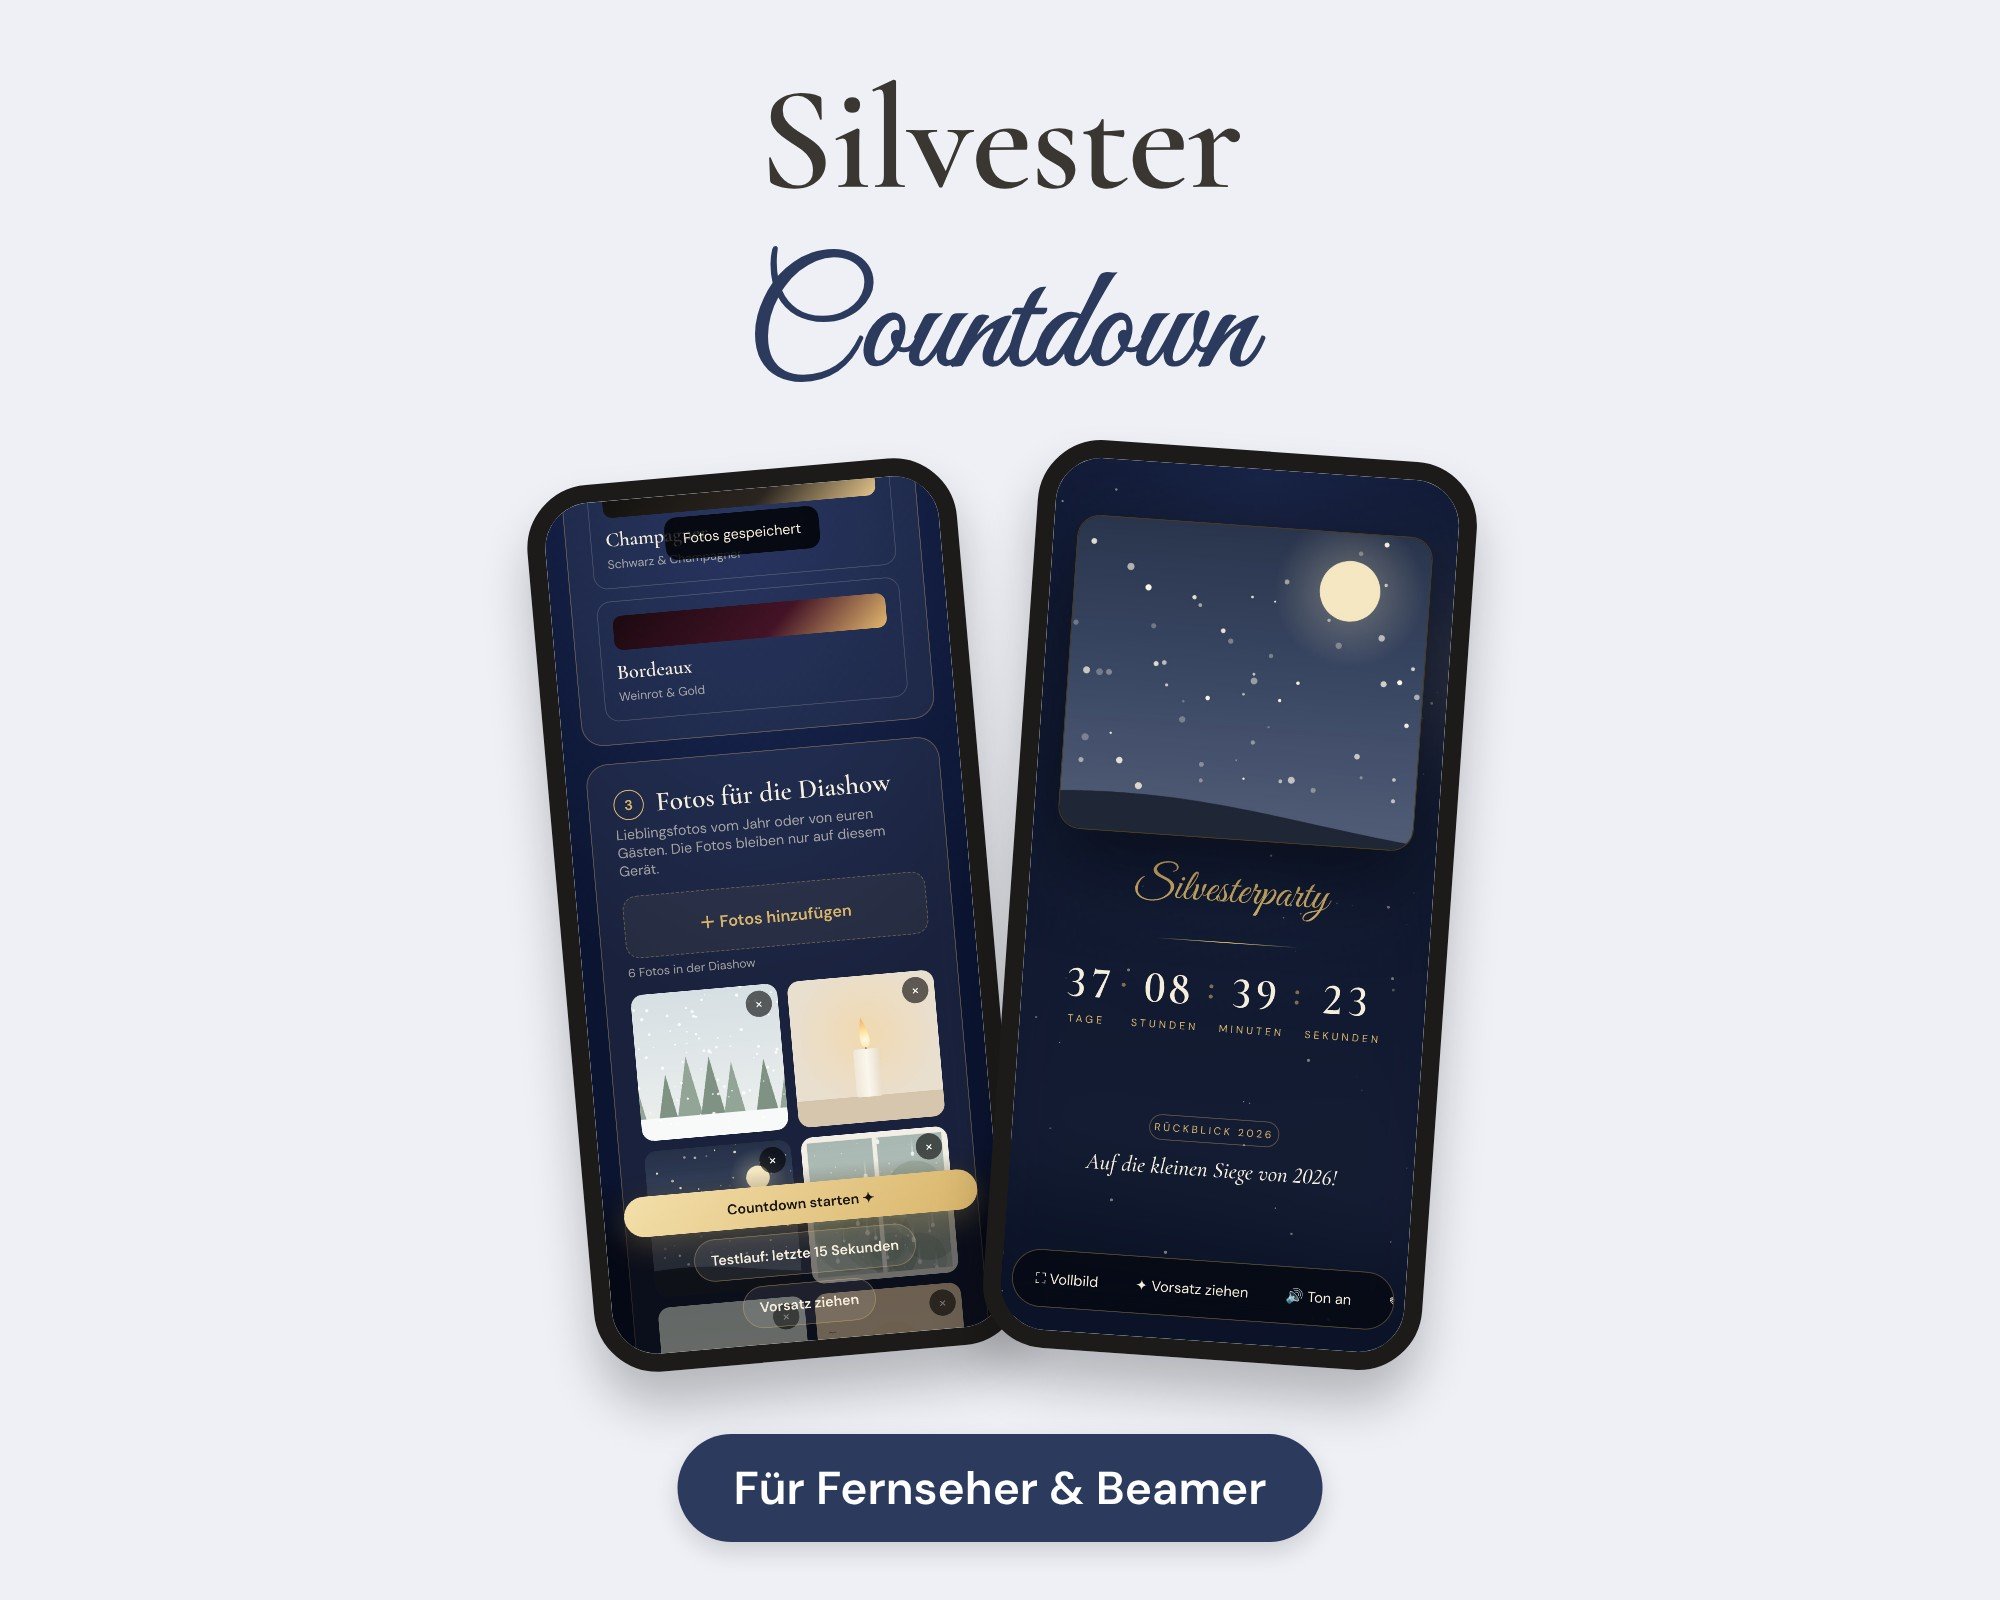 Silvester
Countdown
Fotos gespeichert
Schwarz & Champagner
Bordeaux
Weinrot & Gold
3 Fotos für die Diashow
Lieblingsfotos vom Jahr oder von euren
Gästen. Die Fotos bleiben nur auf diesem
Gerät.
+ Fotos hinzufügen
6 Fotos in der Diashow
Countdown starten ✦
Testlauf: letzte 15 Sekunden
Vorsatz ziehen
Silvesterparty
37 : 08 : 39 : 23
TAGE STUNDEN MINUTEN SEKUNDEN
RÜCKBLICK 2026
Auf die kleinen Siege von 2026!
Vollbild ✦ Vorsatz ziehen 🔊 Ton an
Für Fernseher & Beamer